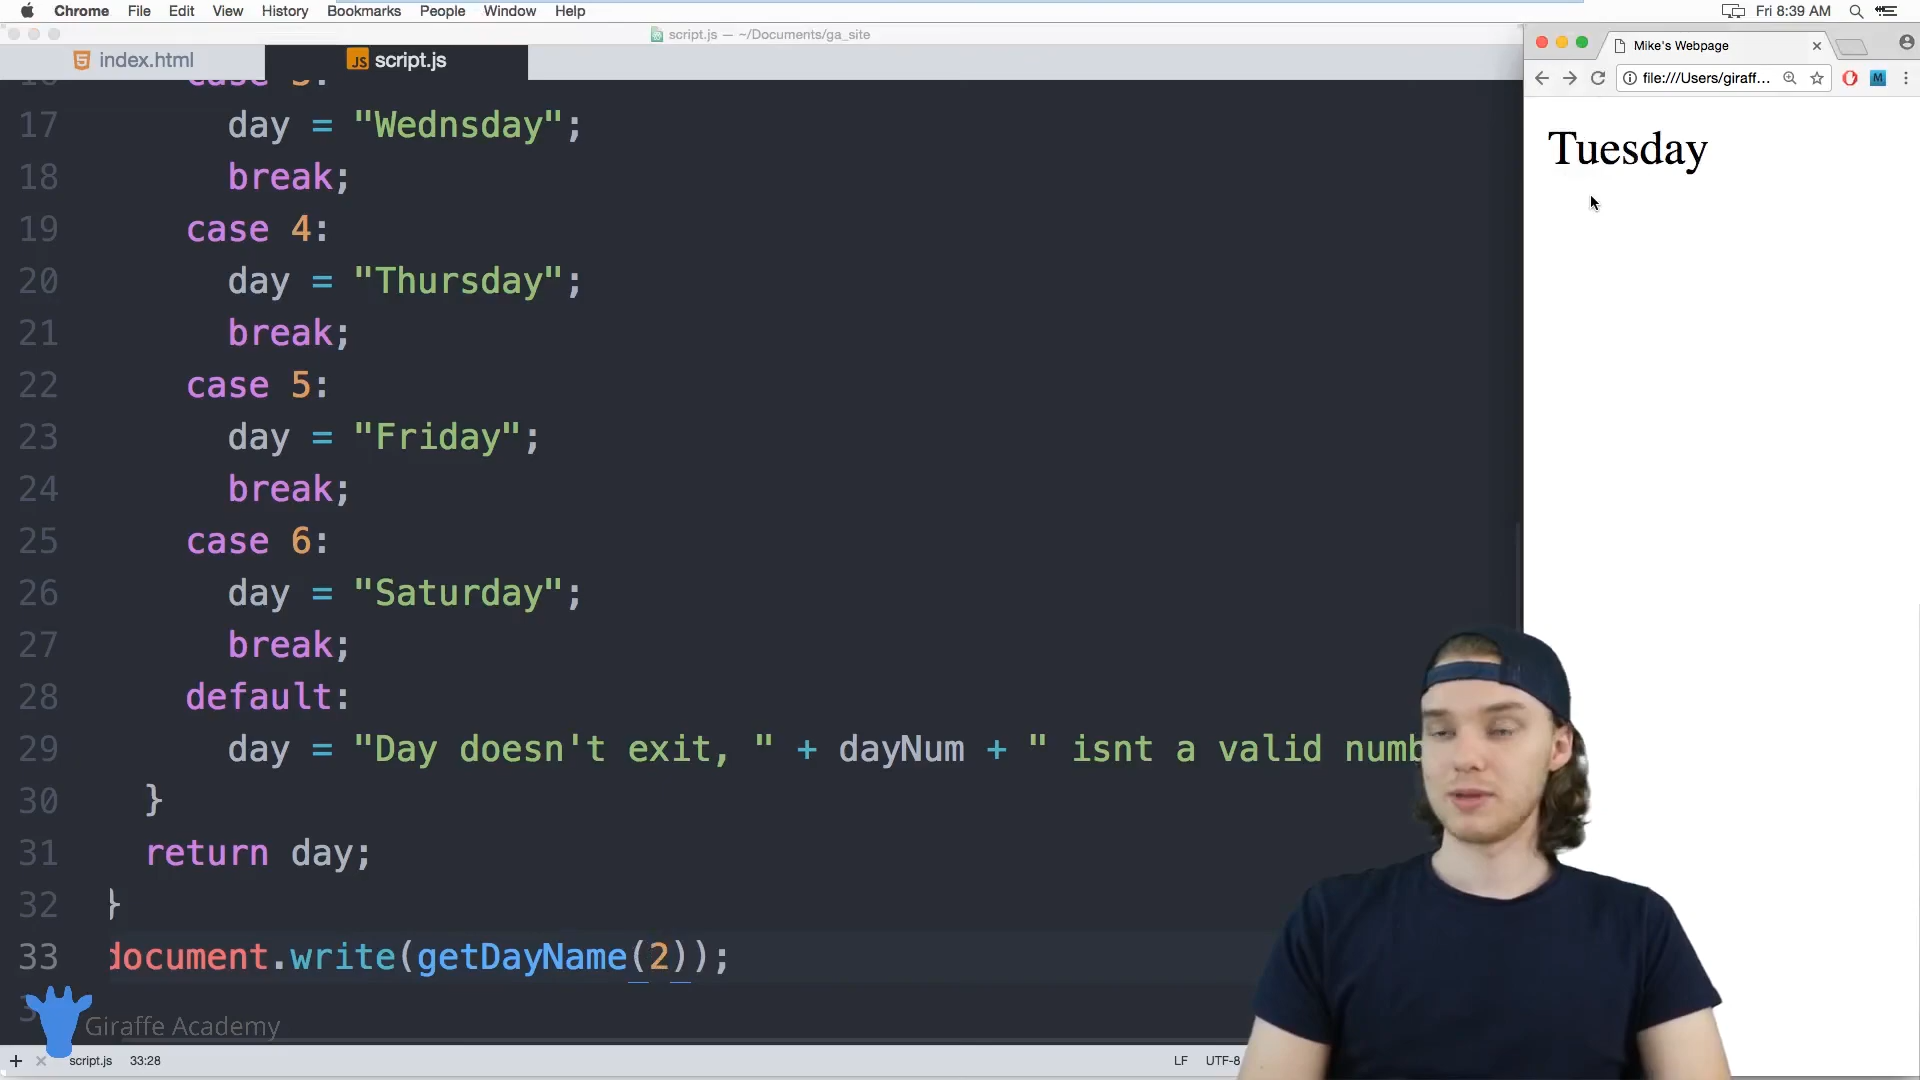 Chrome File Edit View History Bookmarks People Window Help Fri 8:39 AM
script.js — ~/Documents/ga_site
index.html JS script.js
Mike's Webpage
file:///Users/giraff... M
Tuesday
17 day = "Wednsday";
18 break;
19 case 4:
20 day = "Thursday";
21 break;
22 case 5:
23 day = "Friday";
24 break;
25 case 6:
26 day = "Saturday";
27 break;
28 default:
29 day = "Day doesn't exit, " + dayNum + " isnt a valid numb
30 }
31 return day;
32 }
33 document.write(getDayName(2));
Giraffe Academy
script.js 33:28 LF UTF-8